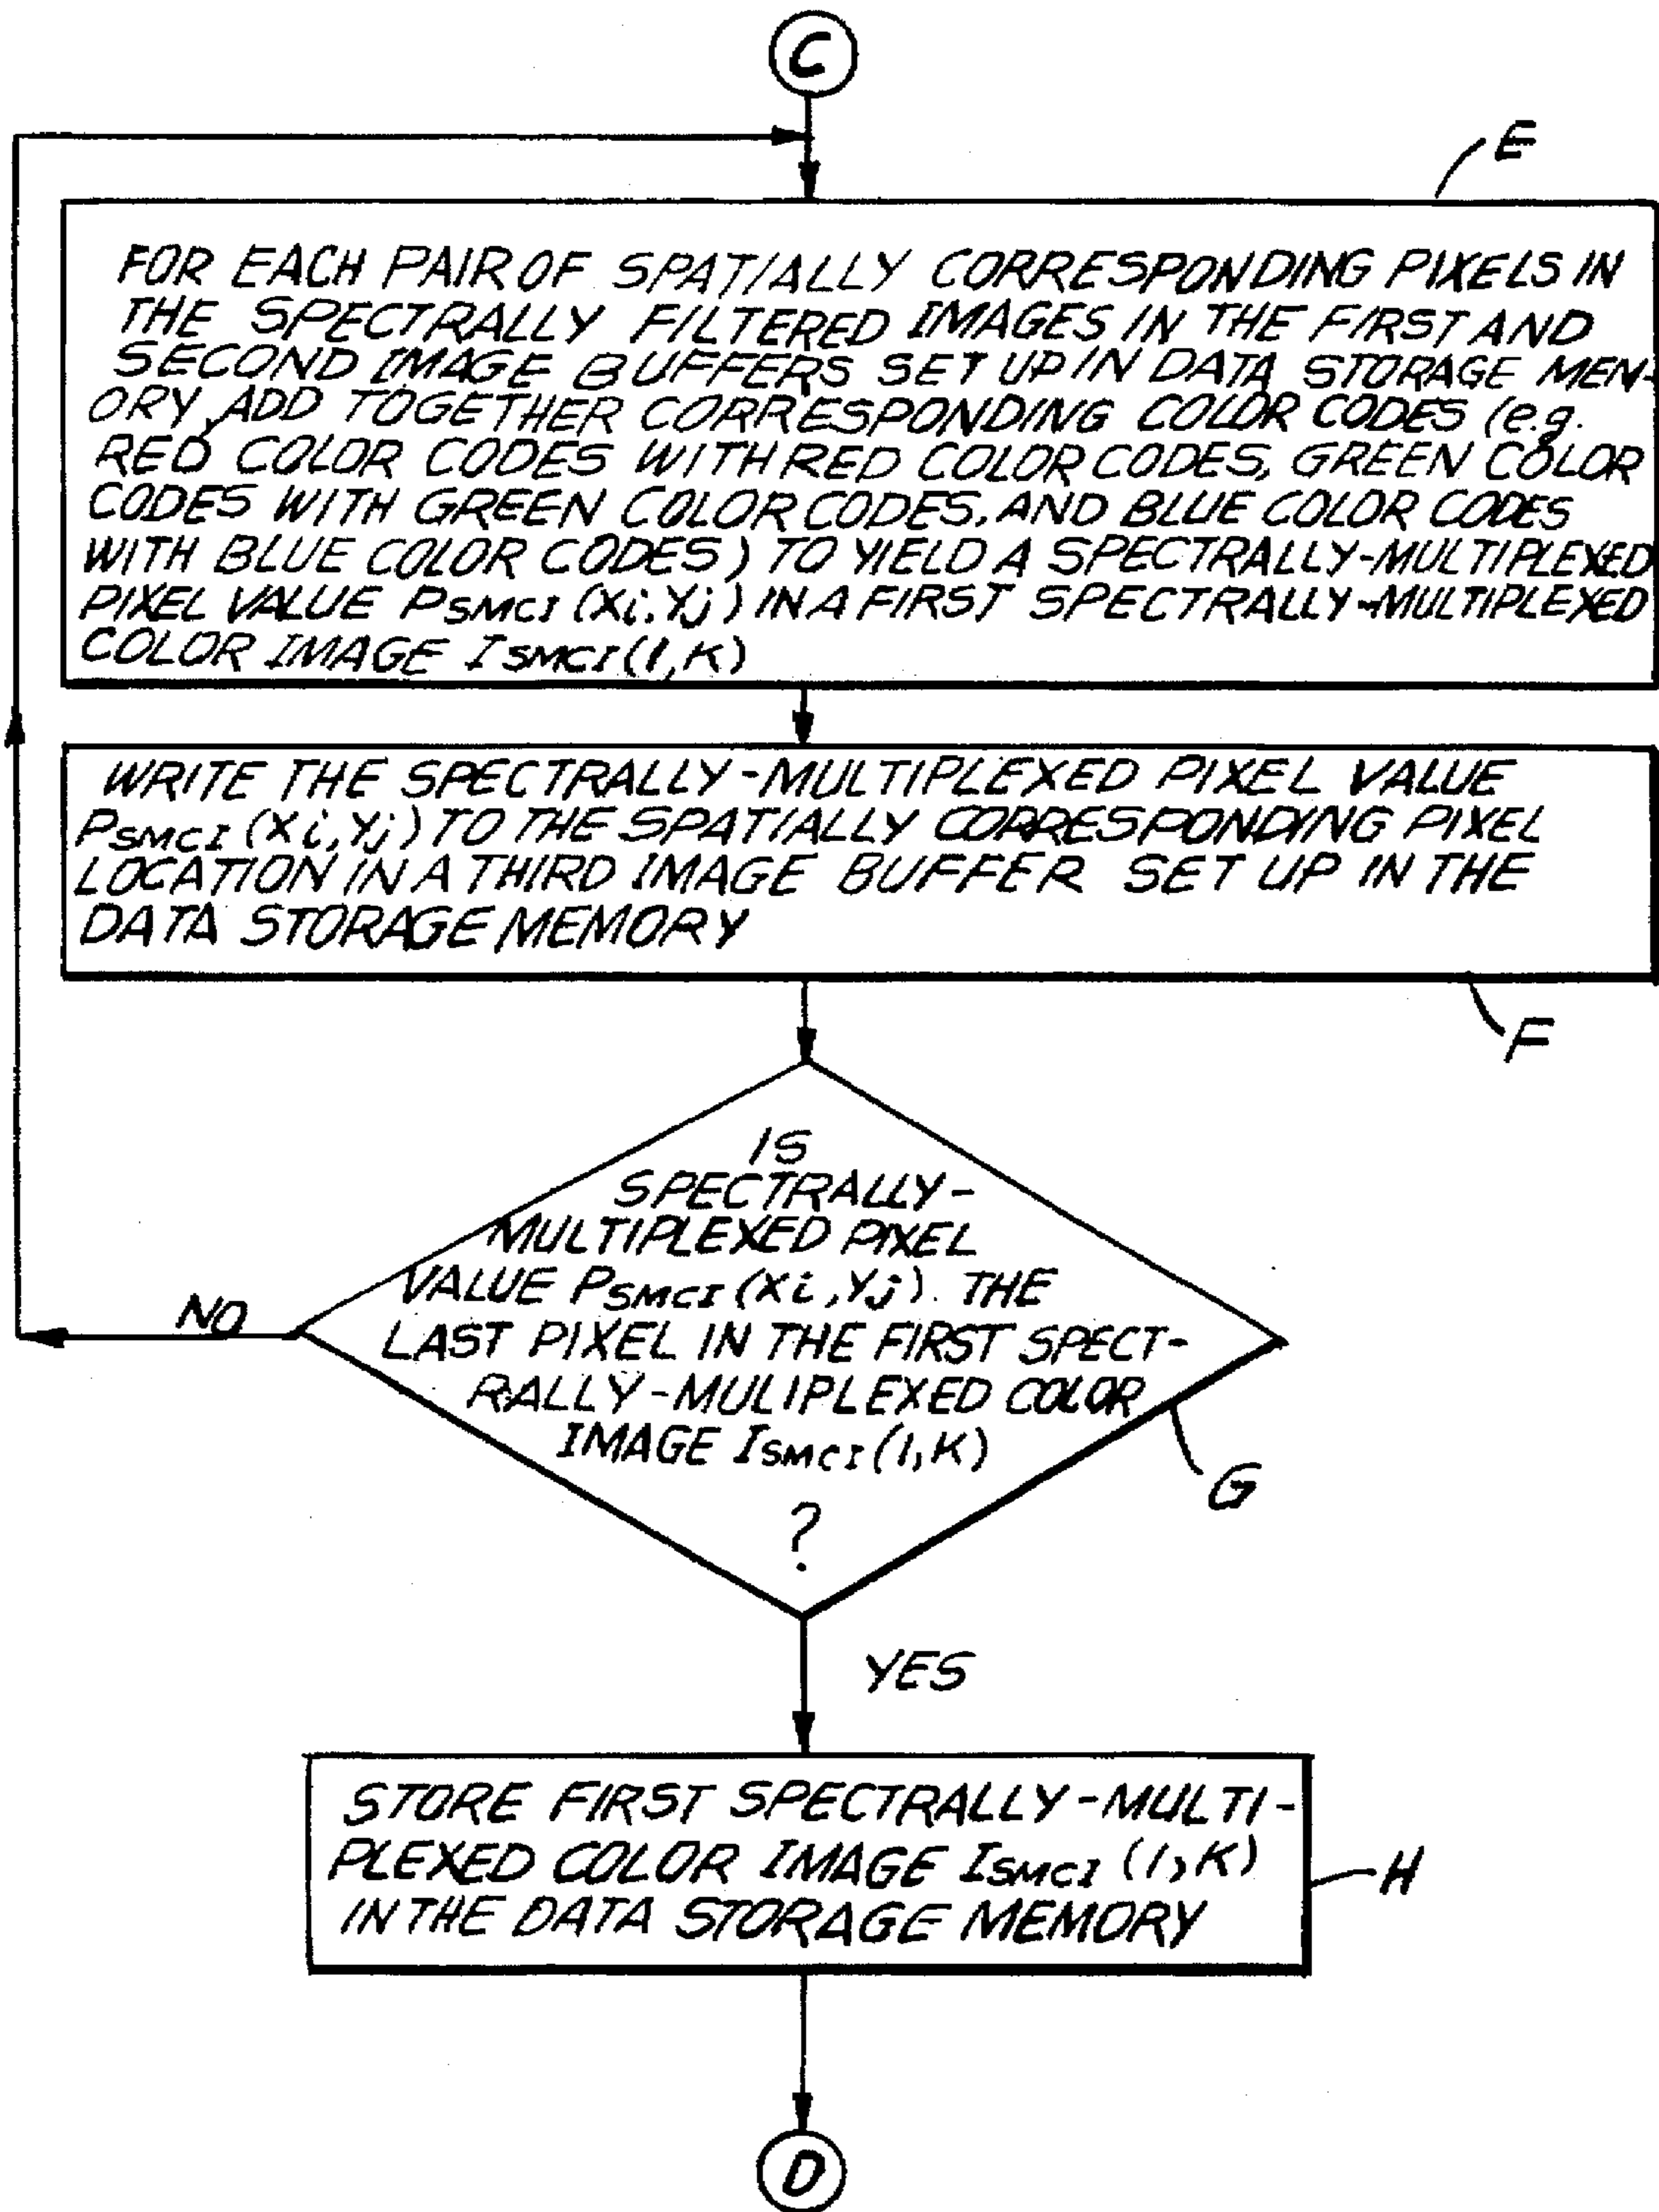 C
E
FOR EACH PAIR OF SPATIALLY CORRESPONDING PIXELS IN
THE SPECTRALLY FILTERED IMAGES IN THE FIRST AND
SECOND IMAGE BUFFERS SET UP IN DATA STORAGE MEN-
ORY, ADD TOGETHER CORRESPONDING COLOR CODES (e.g.
RED COLOR CODES WITH RED COLOR CODES, GREEN COLOR
CODES WITH GREEN COLOR CODES, AND BLUE COLOR CODES
WITH BLUE COLOR CODES) TO YIELD A SPECTRALLY-MULTIPLEXED
PIXEL VALUE PSMCI (Xi, Yj) IN A FIRST SPECTRALLY-MULTIPLEXED
COLOR IMAGE ISMCI (1, K)
WRITE THE SPECTRALLY-MULTIPLEXED PIXEL VALUE
PSMCI (Xi, Yj) TO THE SPATIALLY CORRESPONDING PIXEL
LOCATION IN A THIRD IMAGE BUFFER SET UP IN THE
DATA STORAGE MEMORY
F
IS
SPECTRALLY-
MULTIPLEXED PIXEL
VALUE PSMCI (Xi, Yj). THE
NO
LAST PIXEL IN THE FIRST SPECT-
RALLY-MULIPLEXED COLOR
IMAGE ISMCI (1, K)
G
?
YES
STORE FIRST SPECTRALLY-MULTI-
PLEXED COLOR IMAGE ISMCI (1, K)
H
IN THE DATA STORAGE MEMORY
D